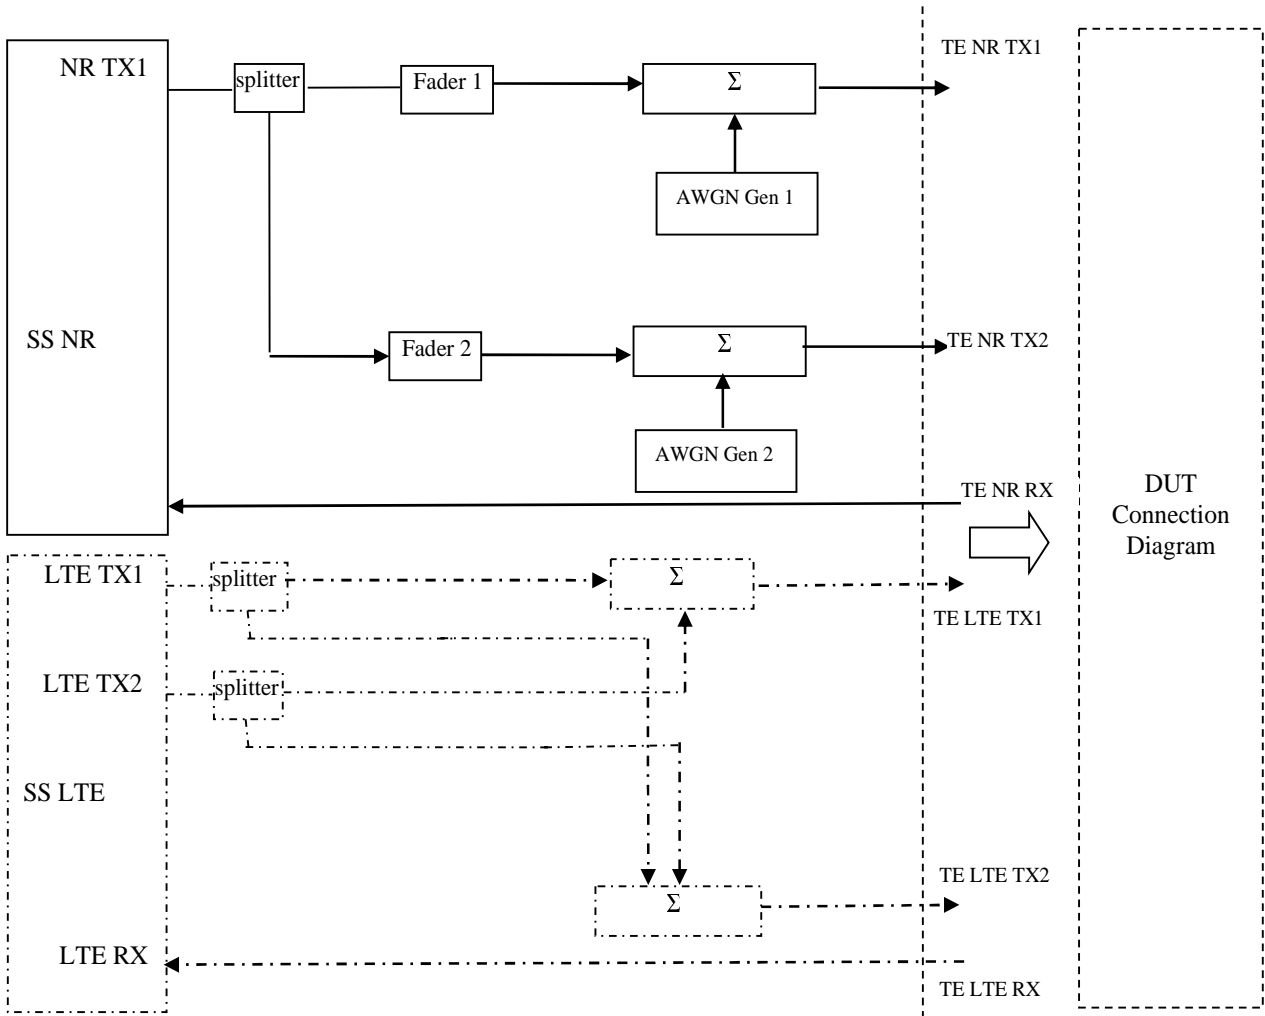 TE NR TX1
NR TX1
splitter
Fader 1
Σ
AWGN Gen 1
SS NR
Fader 2
Σ
TE NR TX2
AWGN Gen 2
TE NR RX
DUT
Connection
Diagram
LTE TX1
splitter
Σ
TE LTE TX1
LTE TX2
splitter
SS LTE
TE LTE TX2
Σ
LTE RX
TE LTE RX